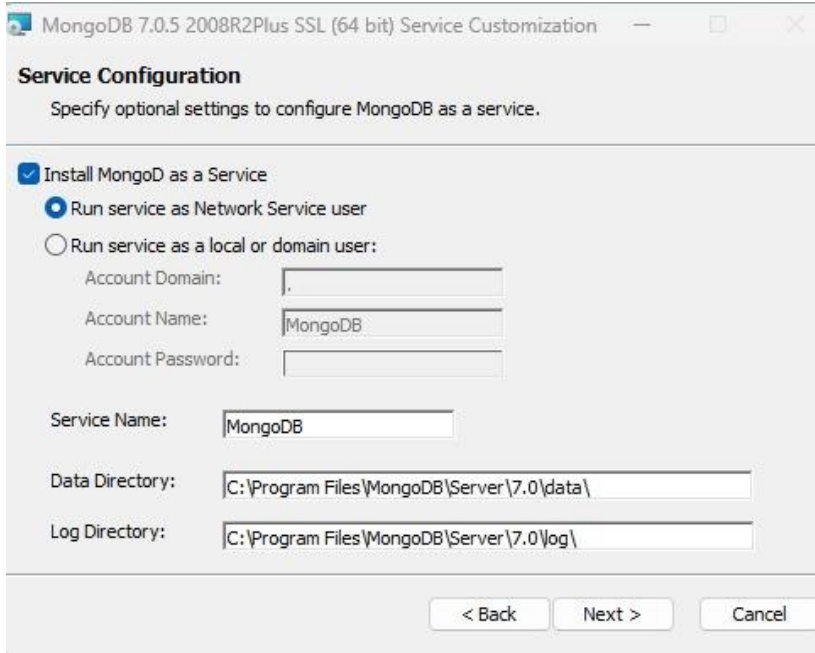 MongoDB 7.0.5 2008R2Plus SSL (64 bit) Service Customization
Service Configuration
Specify optional settings to configure MongoDB as a service.
Install MongoD as a Service
Run service as Network Service user
Run service as a local or domain user:
Account Domain: .
Account Name: MongoDB
Account Password:
Service Name: MongoDB
Data Directory: C:\Program Files\MongoDB\Server\7.0\data\
Log Directory: C:\Program Files\MongoDB\Server\7.0\log\
< Back Next > Cancel